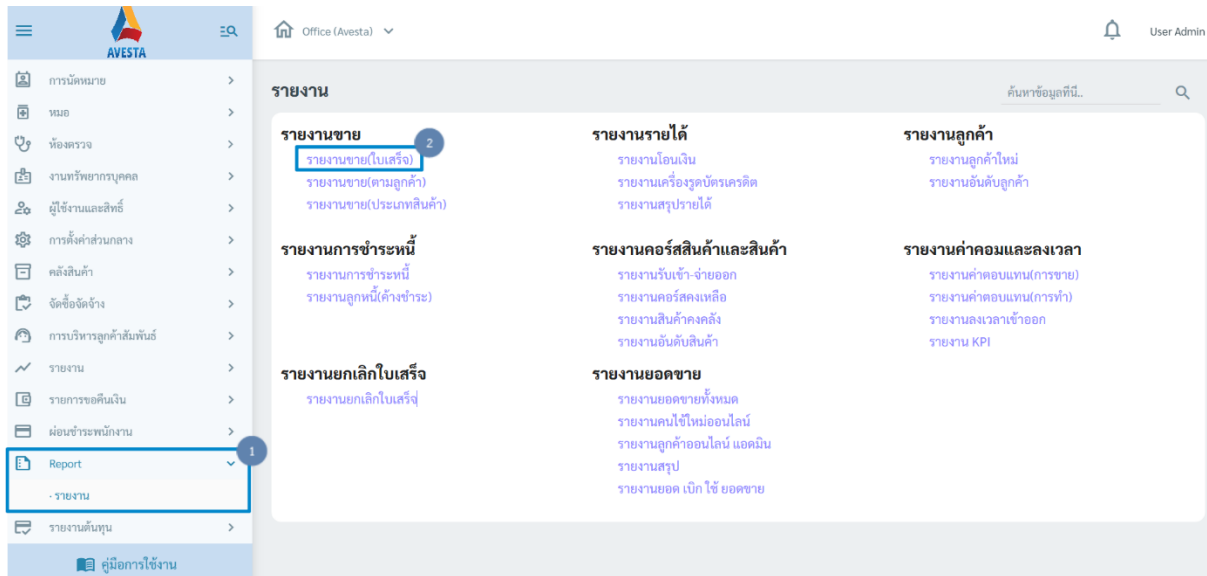 AVESTA
Office (Avesta)
User Admin
การนัดหมาย
หมอ
ห้องตรวจ
งานทรัพยากรบุคคล
ผู้ใช้งานและสิทธิ์
การตั้งค่าส่วนกลาง
คลังสินค้า
จัดซื้อจัดจ้าง
การบริหารลูกค้าสัมพันธ์
รายงาน
รายการขอคืนเงิน
ผ่อนชำระพนักงาน
1
Report
- รายงาน
รายงานต้นทุน
คู่มือการใช้งาน
รายงาน
ค้นหาข้อมูลที่นี่..
รายงานขาย
2
รายงานขาย(ใบเสร็จ)
รายงานขาย(ตามลูกค้า)
รายงานขาย(ประเภทสินค้า)
รายงานรายได้
รายงานโอนเงิน
รายงานเครื่องรูดบัตรเครดิต
รายงานสรุปรายได้
รายงานลูกค้า
รายงานลูกค้าใหม่
รายงานอันดับลูกค้า
รายงานการชำระหนี้
รายงานการชำระหนี้
รายงานลูกหนี้(ค้างชำระ)
รายงานคอร์สสินค้าและสินค้า
รายงานรับเข้า-จ่ายออก
รายงานคอร์สคงเหลือ
รายงานสินค้าคงคลัง
รายงานอันดับสินค้า
รายงานค่าคอมและลงเวลา
รายงานค่าตอบแทน(การขาย)
รายงานค่าตอบแทน(การทำ)
รายงานลงเวลาเข้าออก
รายงาน KPI
รายงานยกเลิกใบเสร็จ
รายงานยกเลิกใบเสร็จ
รายงานยอดขาย
รายงานยอดขายทั้งหมด
รายงานคนไข้ใหม่ออนไลน์
รายงานลูกค้าออนไลน์ แอดมิน
รายงานสรุป
รายงานยอด เบิก ใช้ ยอดขาย